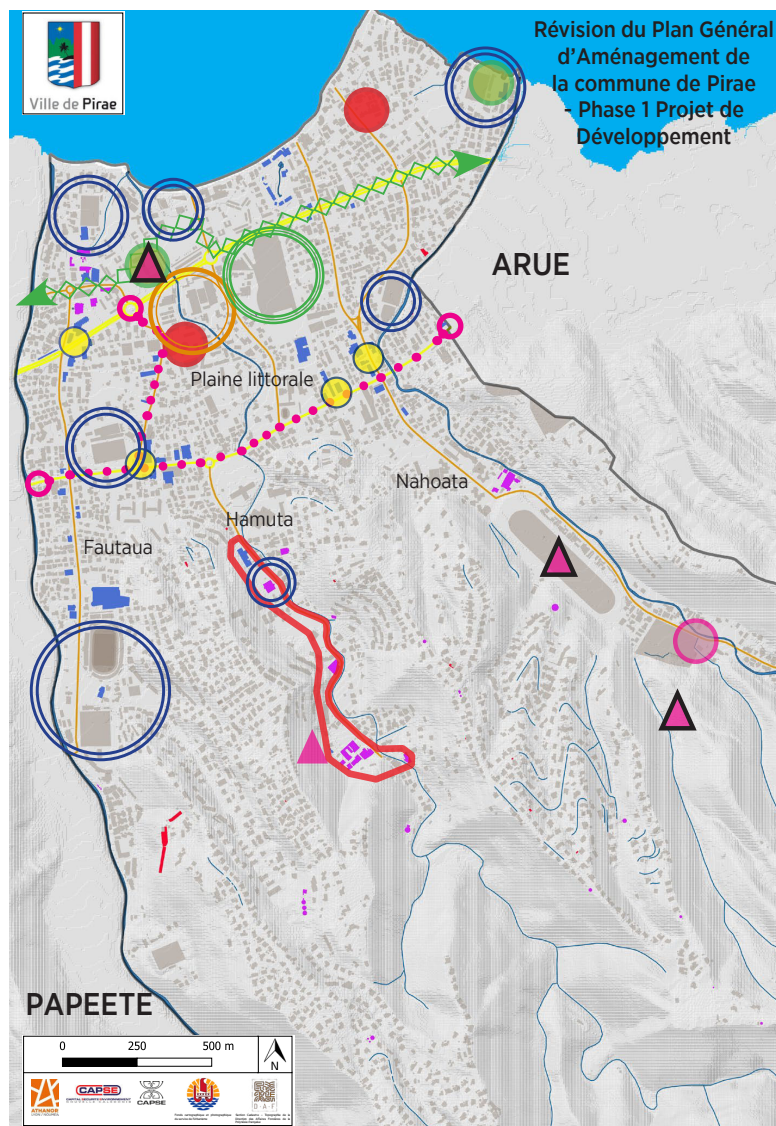 Révision du Plan Général
d'Aménagement de
la commune de Pirae
- Phase 1 Projet de
Développement
Ville de Pirae
ARUE
Plaine littorale
Nahoata
Hamuta
Fautaua
PAPEETE
0 250 500 m
N
ATHANOR
CAPSE
CAPSE
DAF